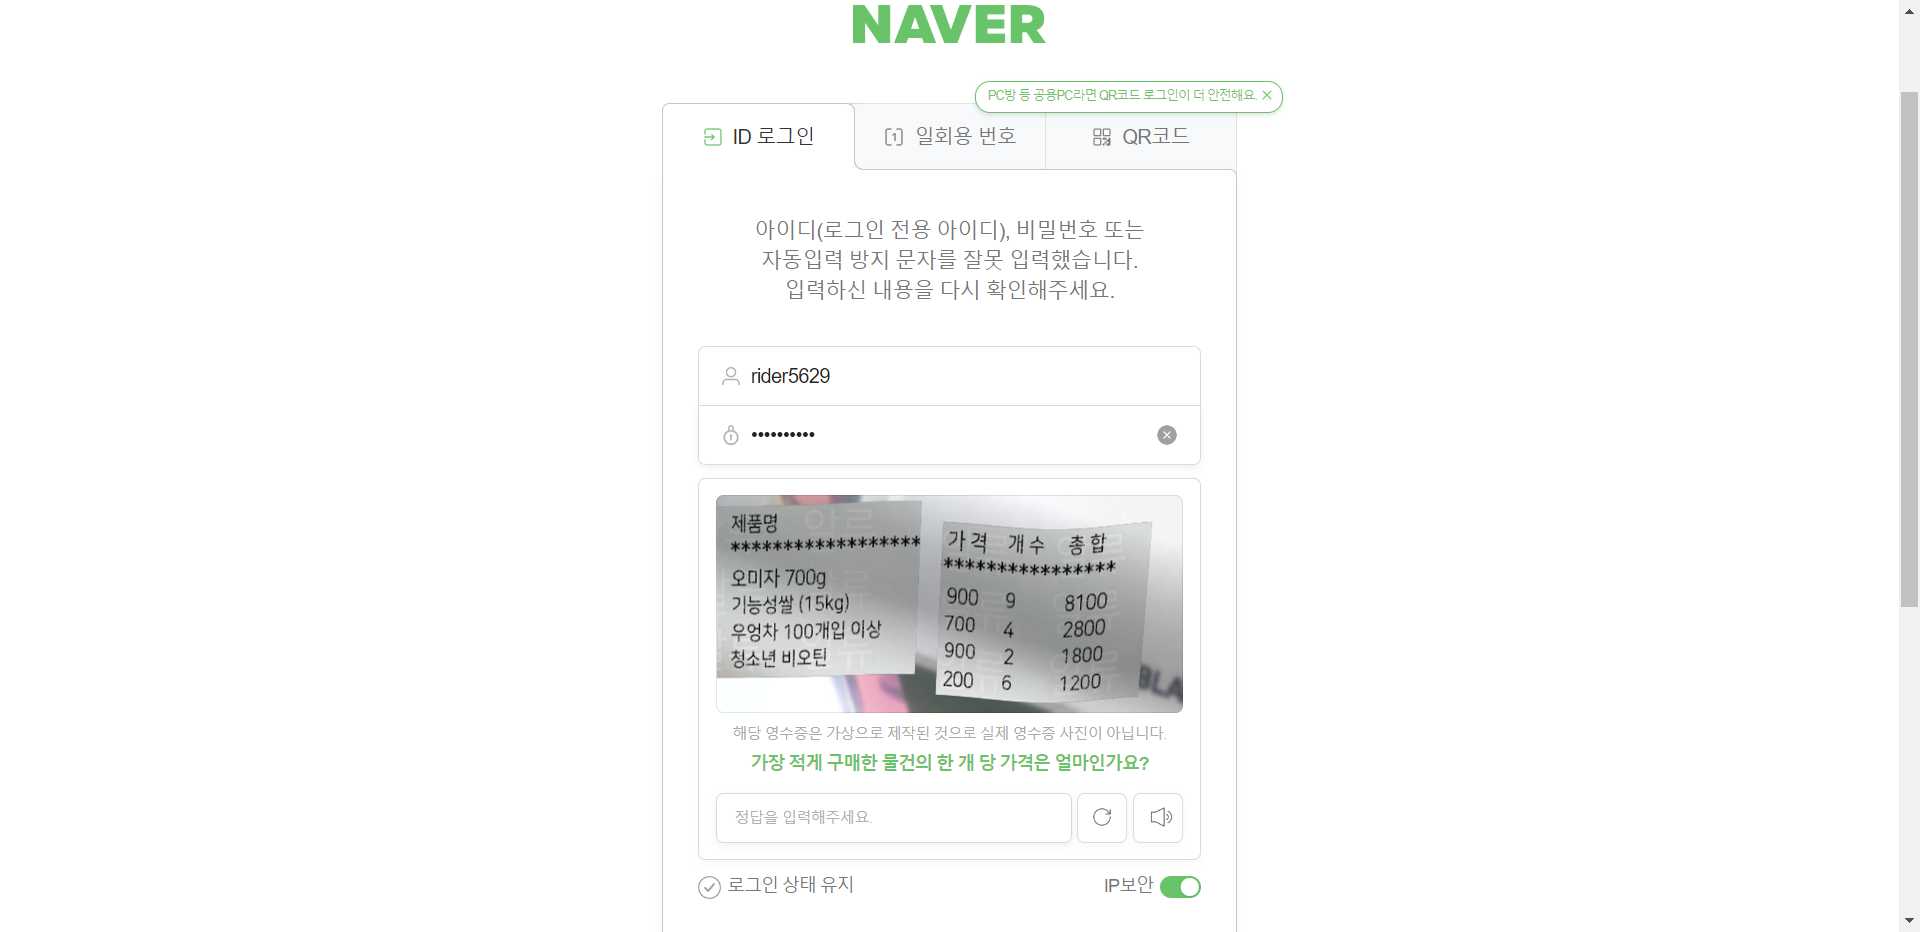 NAVER
PC방 등 공용PC라면 QR코드 로그인이 더 안전해요.
ID 로그인
일회용 번호
QR코드
아이디(로그인 전용 아이디), 비밀번호 또는
자동입력 방지 문자를 잘못 입력했습니다.
입력하신 내용을 다시 확인해주세요.
rider5629
••••••••••
제품명
******************
오미자 700g
기능성쌀 (15kg)
우엉차 100개입 이상
청소년 비오틴
가격 개수 총합
****************
900 9 8100
700 4 2800
900 2 1800
200 6 1200
해당 영수증은 가상으로 제작된 것으로 실제 영수증 사진이 아닙니다.
가장 적게 구매한 물건의 한 개 당 가격은 얼마인가요?
정답을 입력해주세요.
로그인 상태 유지
IP보안